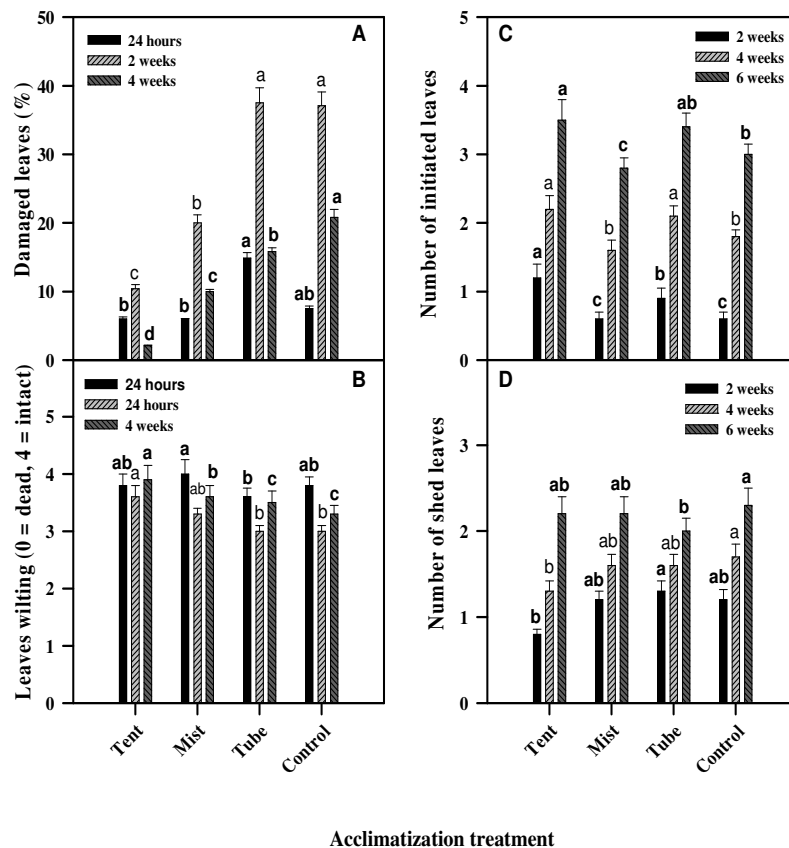 A
24 hours
2 weeks
4 weeks
Damaged leaves (%)
50
40
30
20
10
0
b c d
b b c
a a b
ab a a
B
24 hours
24 hours
4 weeks
Leaves wilting (0 = dead, 4 = intact)
5
4
3
2
1
0
ab a a
a ab b
b b c
ab b c
Tent
Mist
Tube
Control
C
2 weeks
4 weeks
6 weeks
Number of initiated leaves
5
4
3
2
1
0
a a a
c b c
b a ab
c b b
D
2 weeks
4 weeks
6 weeks
Number of shed leaves
3
2
1
0
b b ab
ab ab ab
a ab b
ab a a
Tent
Mist
Tube
Control
Acclimatization treatment